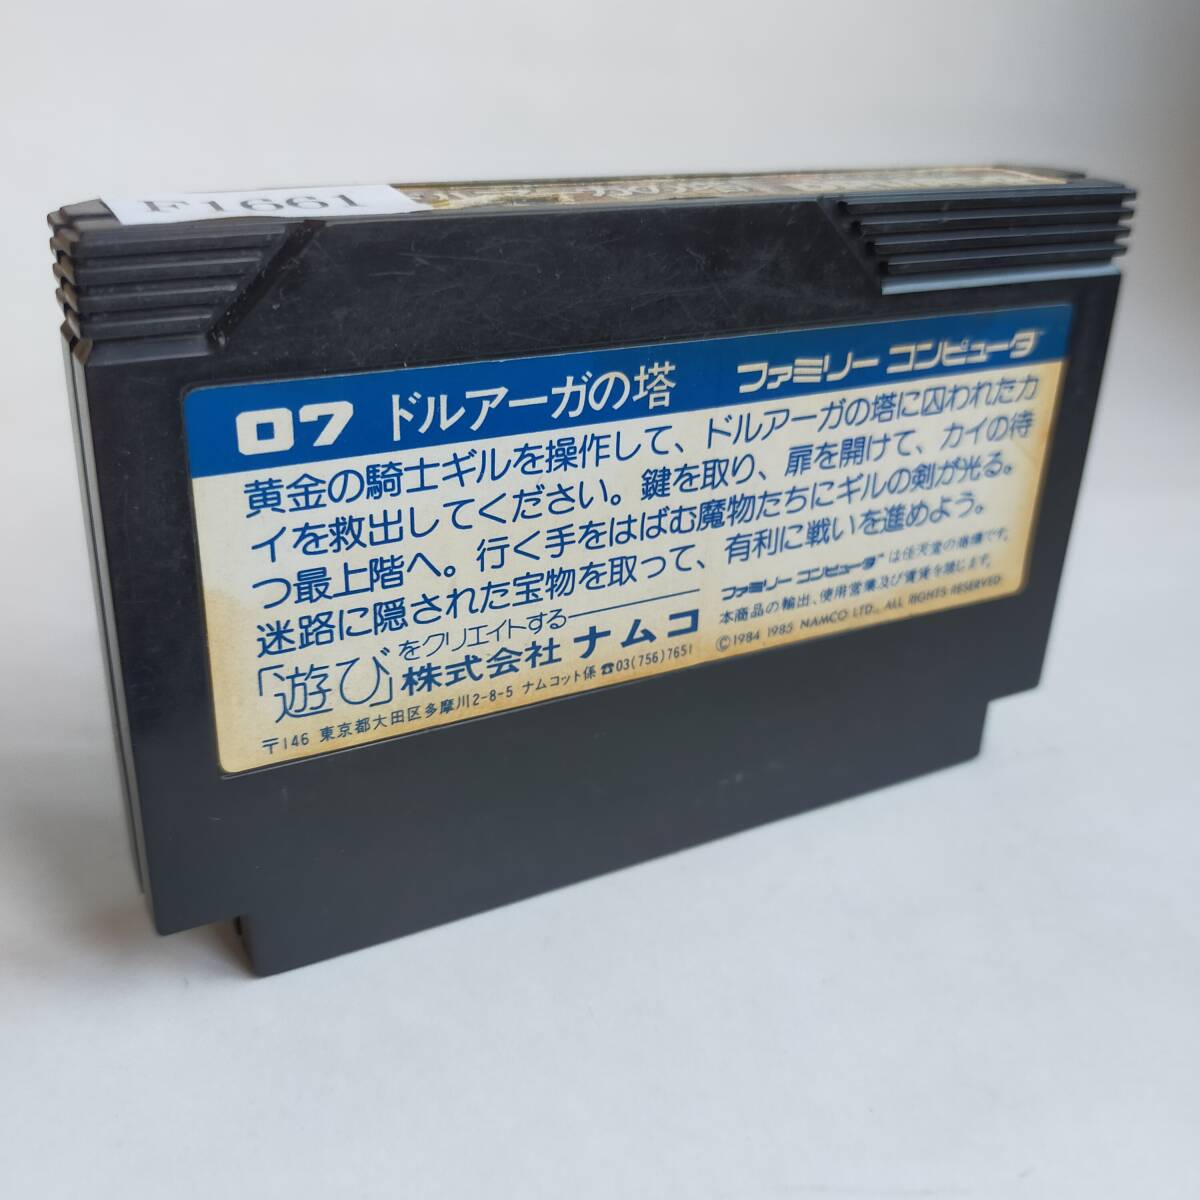 F1661
07 ドルアーガの塔 ファミリー コンピュータ™
黄金の騎士ギルを操作して、ドルアーガの塔に囚われたカ
イを救出してください。鍵を取り、扉を開けて、カイの待
つ最上階へ。行く手をはばむ魔物たちにギルの剣が光る。
迷路に隠された宝物を取って、有利に戦いを進めよう。
「遊び」をクリエイトする
株式会社 ナムコ
〒146 東京都大田区多摩川2-8-5 ナムコット係 ☎03(756)7651
ファミリー コンピュータ™ は任天堂の商標です。
本商品の輸出、使用営業及び賃貸を禁じます。
©1984 1985 NAMCO LTD., ALL RIGHTS RESERVED